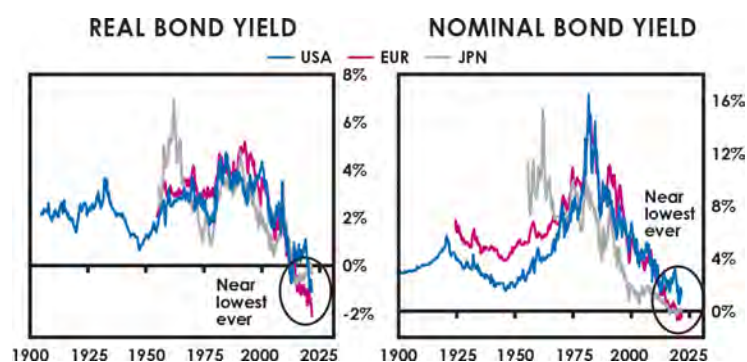 REAL BOND YIELD
NOMINAL BOND YIELD
USA EUR JPN
8%
6%
4%
2%
0%
-2%
Near
lowest
ever
1900 1925 1950 1975 2000 2025
16%
12%
8%
4%
0%
Near
lowest
ever
1900 1925 1950 1975 2000 2025